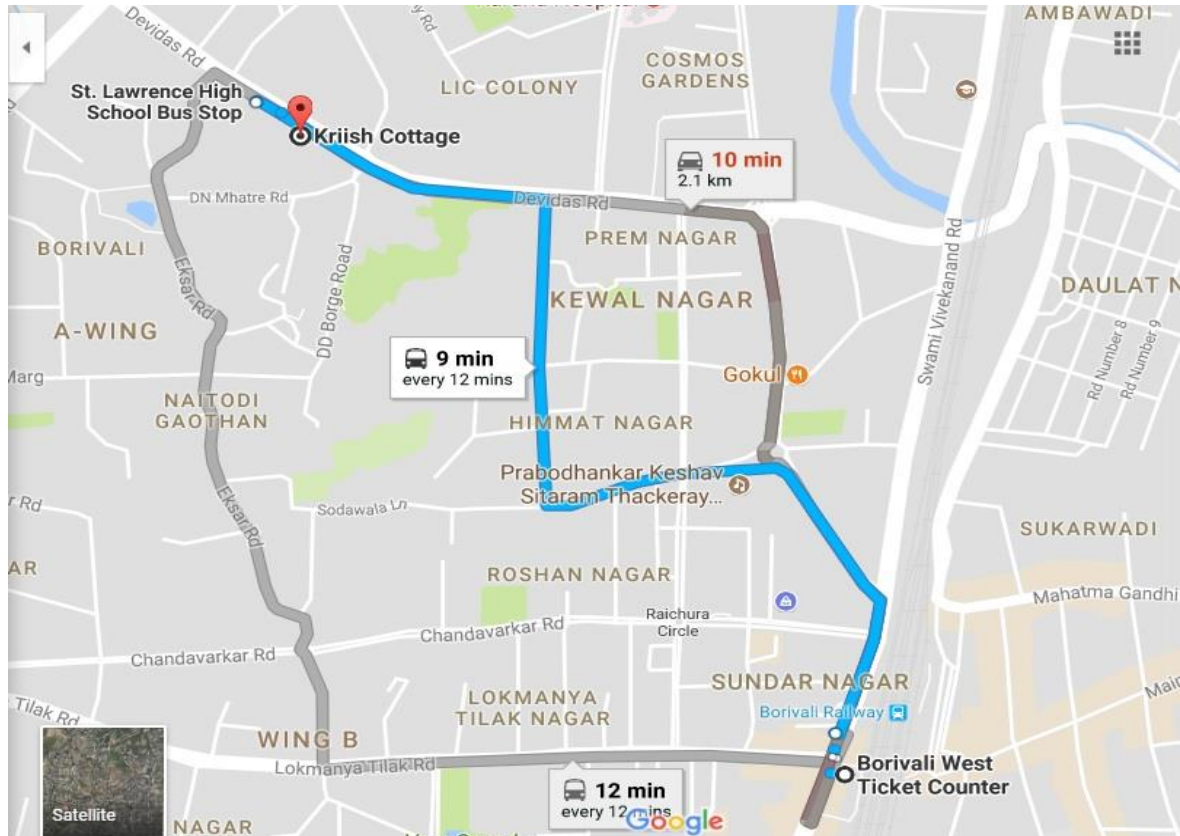 AMBAWADI
Devidas Rd
COSMOS
GARDENS
LIC COLONY
St. Lawrence High
School Bus Stop
Kriish Cottage
10 min
2.1 km
DN Mhatre Rd
Devidas Rd
PREM NAGAR
BORIVALI
Eksar Rd
DD Borge Road
KEWAL NAGAR
Swami Vivekanand Rd
DAULAT N
A-WING
Rd Number 8
Rd Number 9
9 min
every 12 mins
Gokul
Marg
NAITODI
GAOTHAN
HIMMAT NAGAR
Prabodhankar Keshav
Sitaram Thackeray...
Sodawala Ln
Eksar Rd
SUKARWADI
AR
ROSHAN NAGAR
Mahatma Gandhi
Raichura
Circle
Chandavarkar Rd
Chandavarkar Rd
SUNDAR NAGAR
LOKMANYA
TILAK NAGAR
Borivali Railway
Tilak Rd
WING B
Lokmanya Tilak Rd
Borivali West
Ticket Counter
12 min
every 12 mins
Satellite
Google
NAGAR